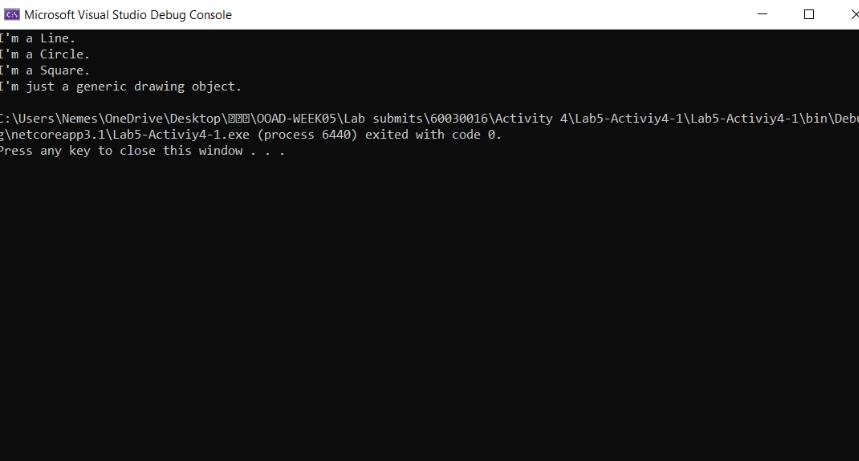 Microsoft Visual Studio Debug Console
I'm a Line.
I'm a Circle.
I'm a Square.
I'm just a generic drawing object.
C:\Users\Nemes\OneDrive\Desktop\⍰⍰⍰\OOAD-WEEK05\Lab submits\60030016\Activity 4\Lab5-Activiy4-1\Lab5-Activiy4-1\bin\Debu
g\netcoreapp3.1\Lab5-Activiy4-1.exe (process 6440) exited with code 0.
Press any key to close this window . . .